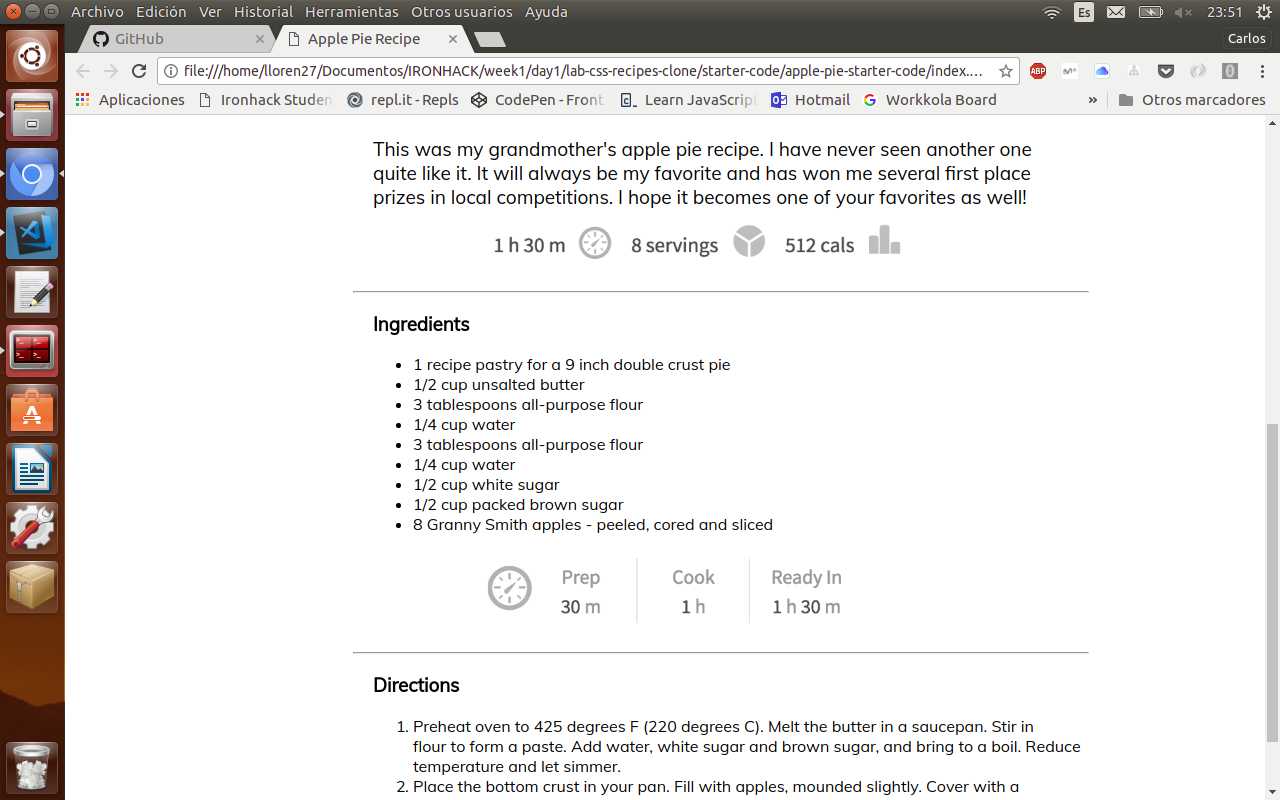 Archivo Edición Ver Historial Herramientas Otros usuarios Ayuda Es 23:51
GitHub Apple Pie Recipe Carlos
file:///home/lloren27/Documentos/IRONHACK/week1/day1/lab-css-recipes-clone/starter-code/apple-pie-starter-code/index.... ABP 0
Aplicaciones Ironhack Studen repl.it - Repls CodePen - Front Learn JavaScrip Hotmail Workkola Board » Otros marcadores
This was my grandmother's apple pie recipe. I have never seen another one
quite like it. It will always be my favorite and has won me several first place
prizes in local competitions. I hope it becomes one of your favorites as well!
1 h 30 m 8 servings 512 cals
Ingredients
• 1 recipe pastry for a 9 inch double crust pie
• 1/2 cup unsalted butter
• 3 tablespoons all-purpose flour
• 1/4 cup water
• 3 tablespoons all-purpose flour
• 1/4 cup water
• 1/2 cup white sugar
• 1/2 cup packed brown sugar
• 8 Granny Smith apples - peeled, cored and sliced
Prep Cook Ready In
30 m 1 h 1 h 30 m
Directions
1. Preheat oven to 425 degrees F (220 degrees C). Melt the butter in a saucepan. Stir in
flour to form a paste. Add water, white sugar and brown sugar, and bring to a boil. Reduce
temperature and let simmer.
2. Place the bottom crust in your pan. Fill with apples, mounded slightly. Cover with a